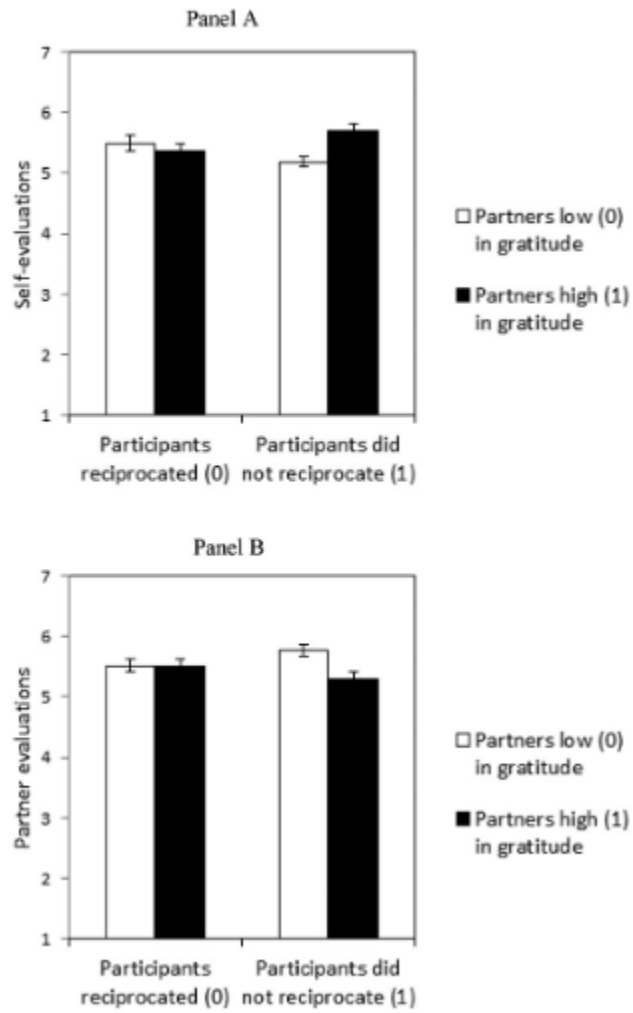 Panel A
7
6
5
4
3
2
1
Self-evaluations
Participants
reciprocated (0)
Participants did
not reciprocate (1)
Partners low (0)
in gratitude
Partners high (1)
in gratitude
Panel B
7
6
5
4
3
2
1
Partner evaluations
Participants
reciprocated (0)
Participants did
not reciprocate (1)
Partners low (0)
in gratitude
Partners high (1)
in gratitude